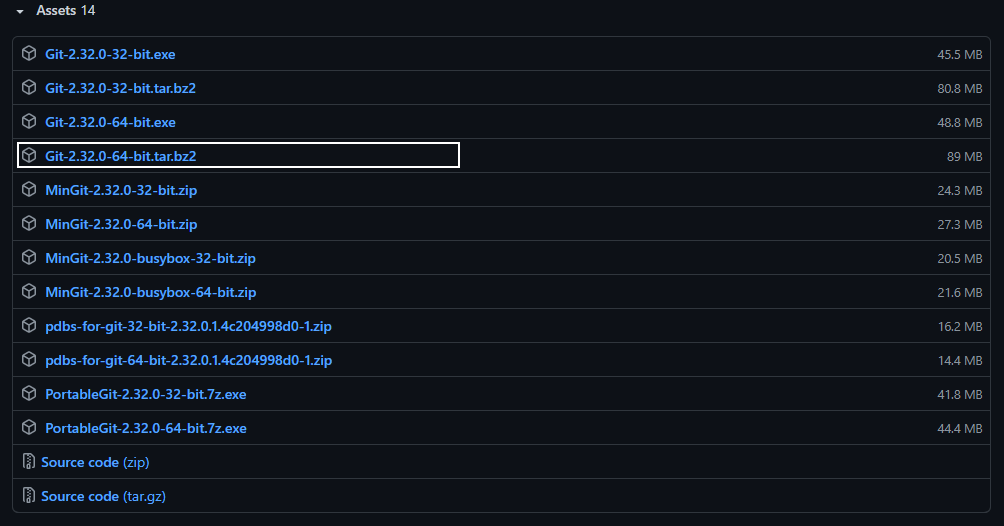 Assets 14
Git-2.32.0-32-bit.exe 45.5 MB
Git-2.32.0-32-bit.tar.bz2 80.8 MB
Git-2.32.0-64-bit.exe 48.8 MB
Git-2.32.0-64-bit.tar.bz2 89 MB
MinGit-2.32.0-32-bit.zip 24.3 MB
MinGit-2.32.0-64-bit.zip 27.3 MB
MinGit-2.32.0-busybox-32-bit.zip 20.5 MB
MinGit-2.32.0-busybox-64-bit.zip 21.6 MB
pdbs-for-git-32-bit-2.32.0.1.4c204998d0-1.zip 16.2 MB
pdbs-for-git-64-bit-2.32.0.1.4c204998d0-1.zip 14.4 MB
PortableGit-2.32.0-32-bit.7z.exe 41.8 MB
PortableGit-2.32.0-64-bit.7z.exe 44.4 MB
Source code (zip)
Source code (tar.gz)